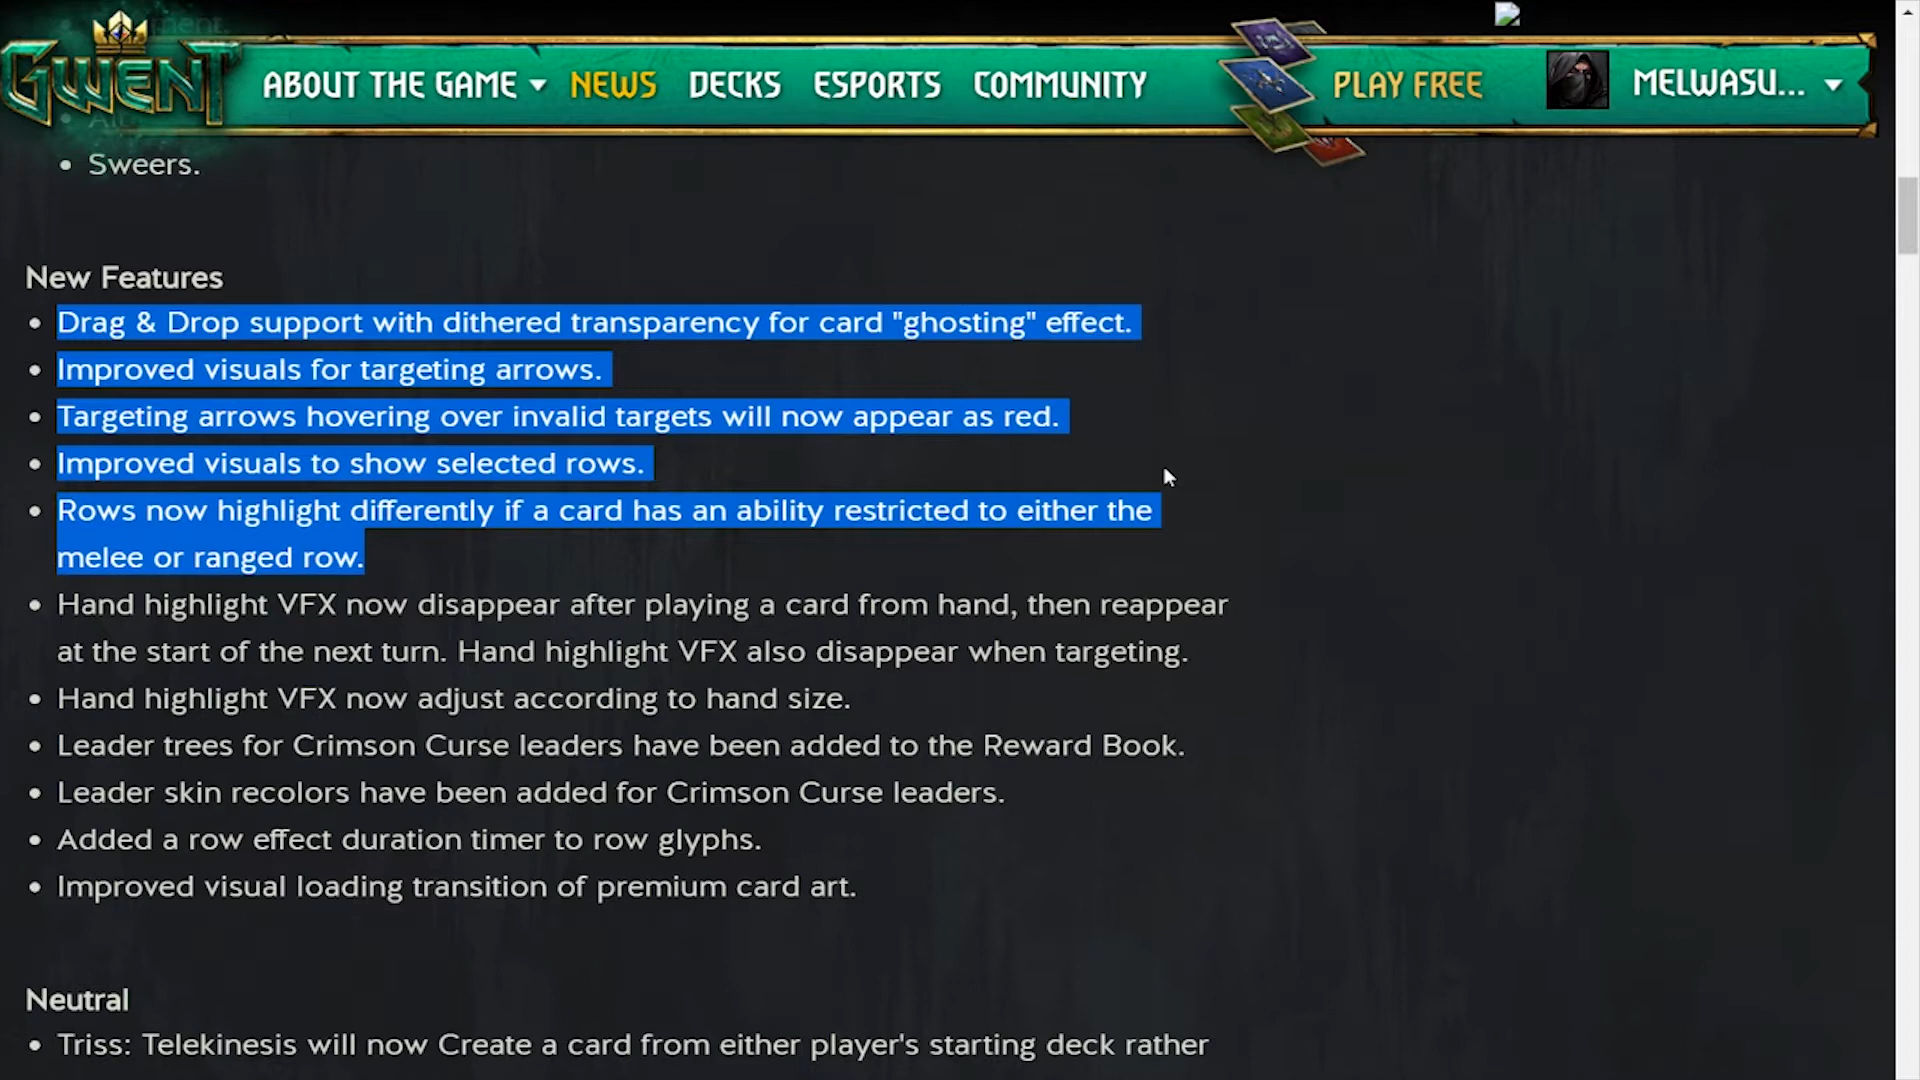 GWENT
ABOUT THE GAME
NEWS
DECKS
ESPORTS
COMMUNITY
PLAY FREE
MELWASU...
Sweers.
New Features
Drag & Drop support with dithered transparency for card "ghosting" effect.
Improved visuals for targeting arrows.
Targeting arrows hovering over invalid targets will now appear as red.
Improved visuals to show selected rows.
Rows now highlight differently if a card has an ability restricted to either the
melee or ranged row.
Hand highlight VFX now disappear after playing a card from hand, then reappear
at the start of the next turn. Hand highlight VFX also disappear when targeting.
Hand highlight VFX now adjust according to hand size.
Leader trees for Crimson Curse leaders have been added to the Reward Book.
Leader skin recolors have been added for Crimson Curse leaders.
Added a row effect duration timer to row glyphs.
Improved visual loading transition of premium card art.
Neutral
Triss: Telekinesis will now Create a card from either player's starting deck rather